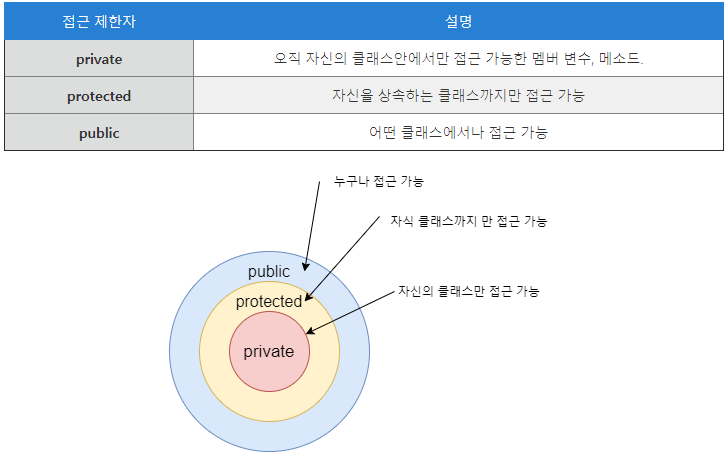 접근 제한자 설명
private 오직 자신의 클래스안에서만 접근 가능한 멤버 변수, 메소드.
protected 자신을 상속하는 클래스까지만 접근 가능
public 어떤 클래스에서나 접근 가능
누구나 접근 가능
자식 클래스까지 만 접근 가능
public
자신의 클래스만 접근 가능
protected
private